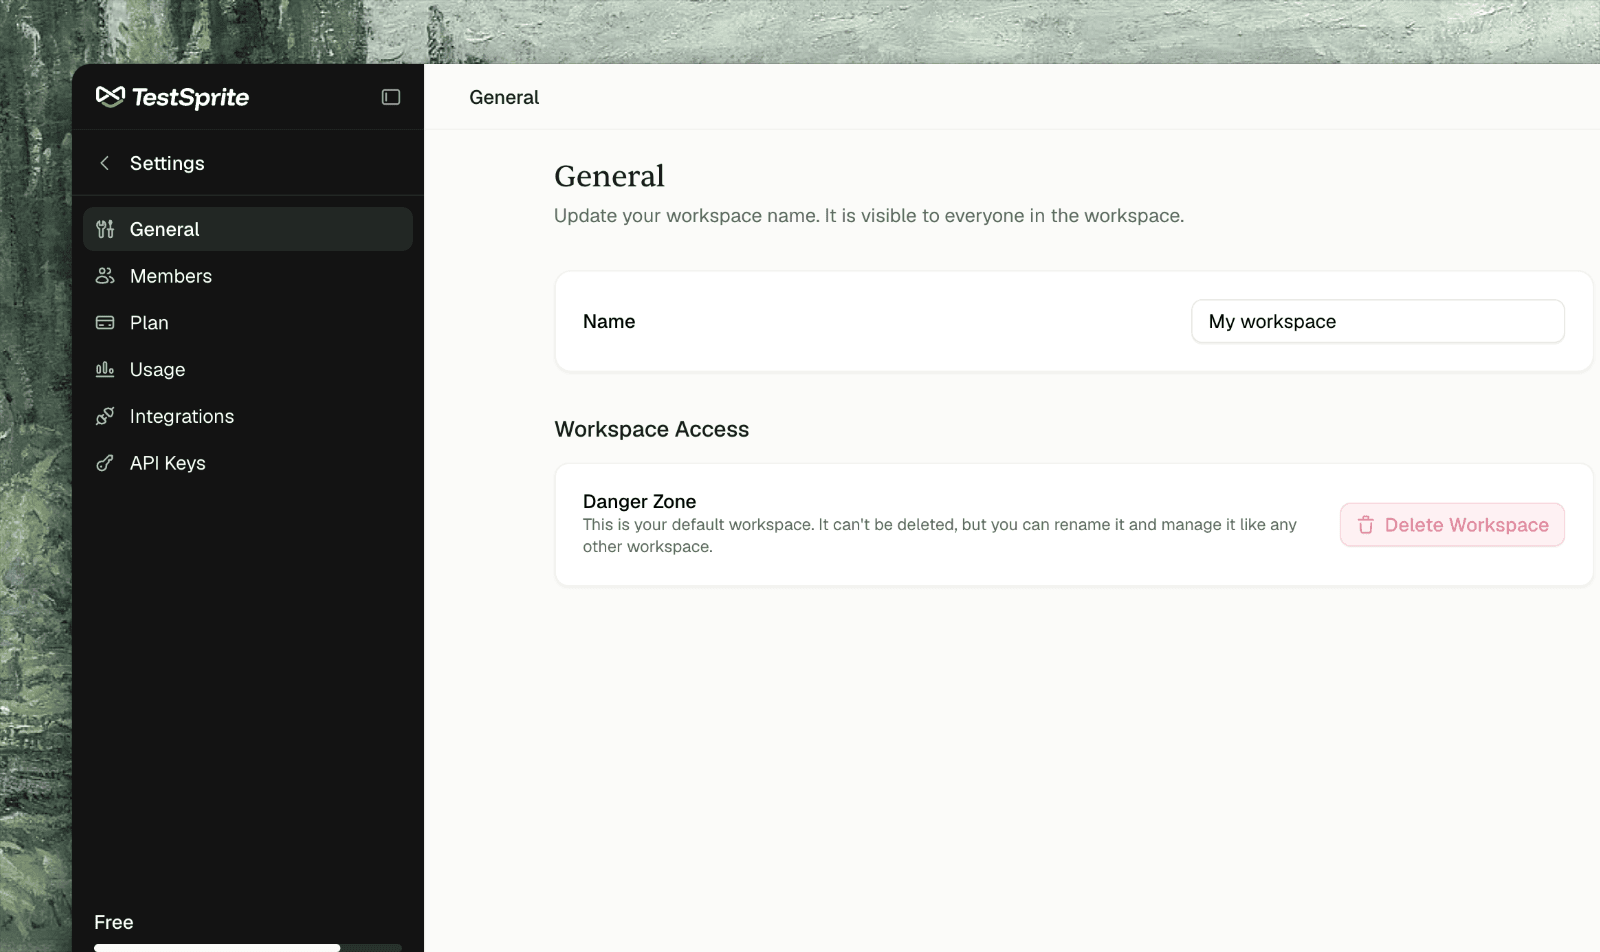 TestSprite
Settings
General
Members
Plan
Usage
Integrations
API Keys
Free
General
General
Update your workspace name. It is visible to everyone in the workspace.
Name
My workspace
Workspace Access
Danger Zone
This is your default workspace. It can't be deleted, but you can rename it and manage it like any
other workspace.
Delete Workspace